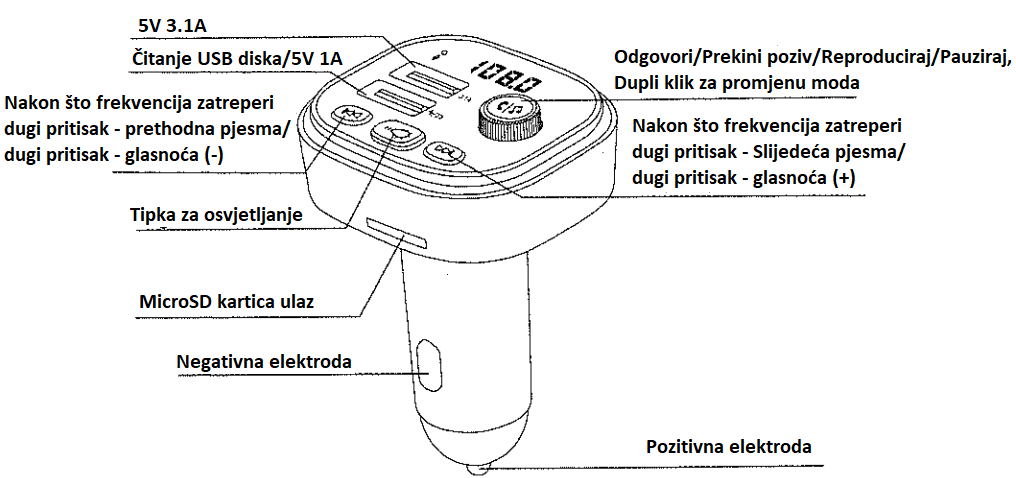 5V 3.1A
Čitanje USB diska/5V 1A
Nakon što frekvencija zatreperi
dugi pritisak - prethodna pjesma/
dugi pritisak - glasnoća (-)
Tipka za osvjetljanje
MicroSD kartica ulaz
Negativna elektroda
108.0
Odgovori/Prekini poziv/Reproduciraj/Pauziraj,
Dupli klik za promjenu moda
Nakon što frekvencija zatreperi
dugi pritisak - Slijedeća pjesma/
dugi pritisak - glasnoća (+)
Pozitivna elektroda